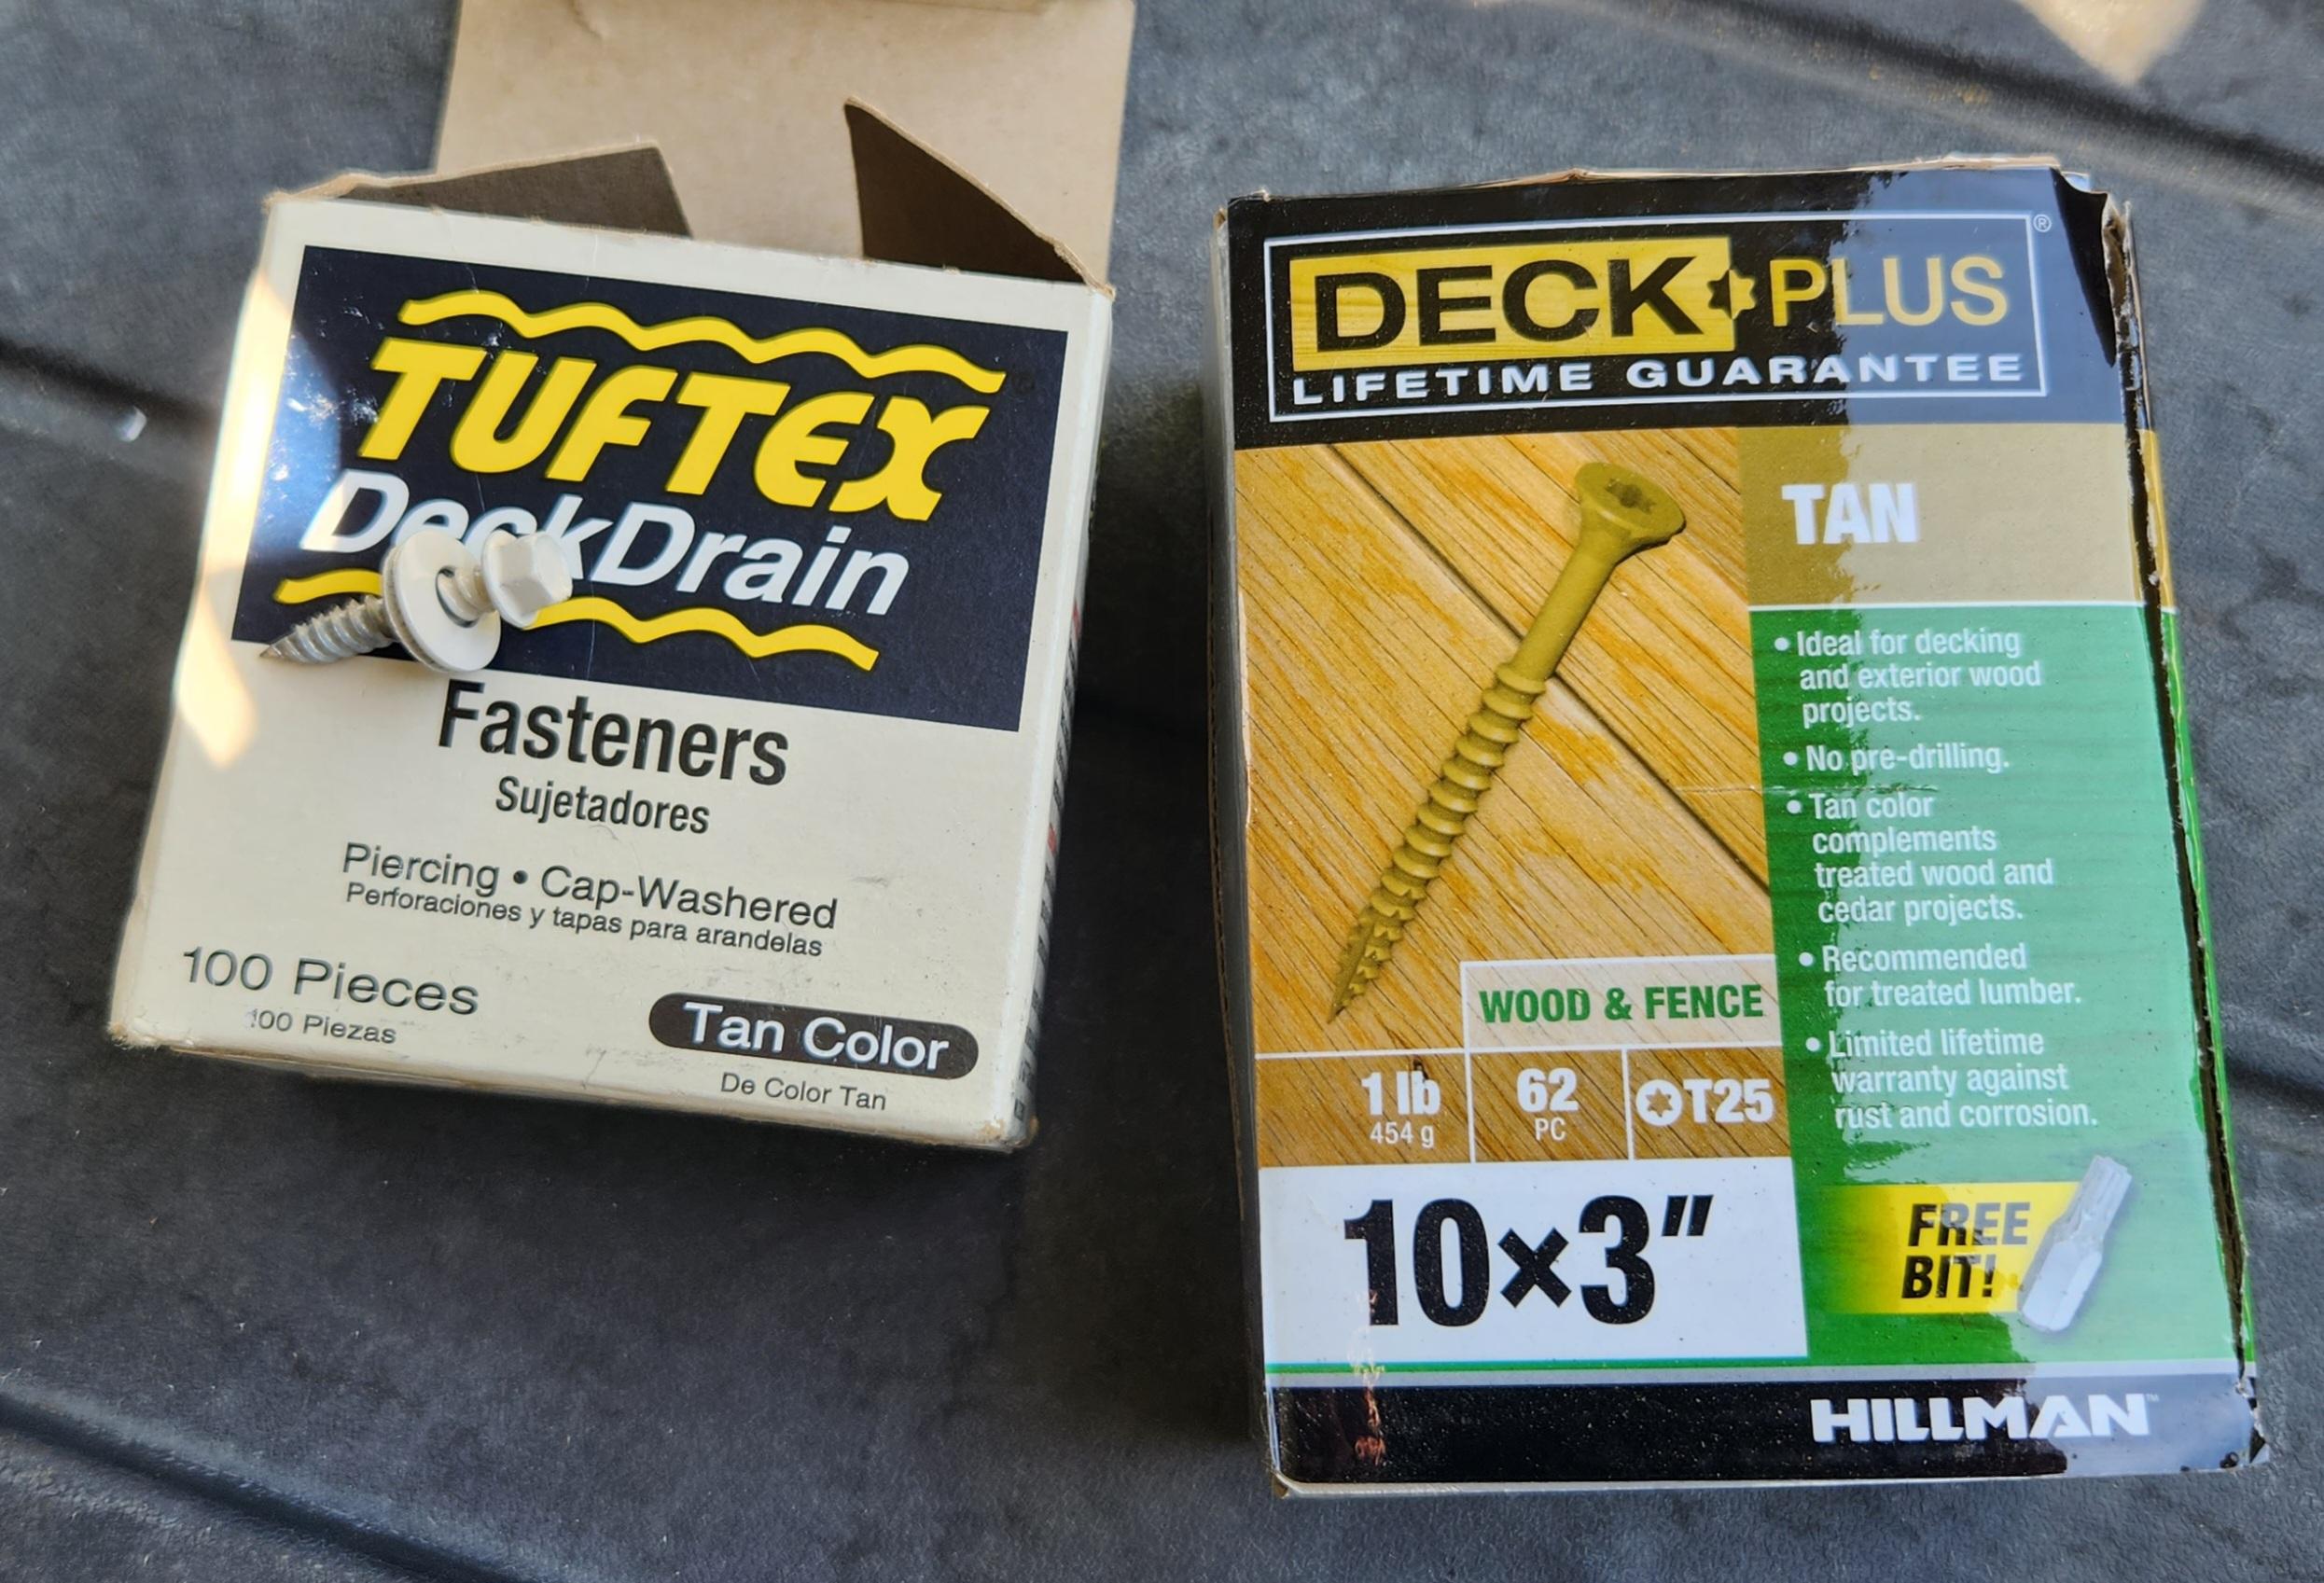 TUFTEX
DeckDrain
Fasteners
Sujetadores
Piercing • Cap-Washered
Perforaciones y tapas para arandelas
100 Pieces
100 Piezas
Tan Color
De Color Tan
DECK PLUS ®
LIFETIME GUARANTEE
TAN
• Ideal for decking
and exterior wood
projects.
• No pre-drilling.
• Tan color
complements
treated wood and
cedar projects.
• Recommended
for treated lumber.
• Limited lifetime
warranty against
rust and corrosion.
WOOD & FENCE
1 lb
454 g
62
PC
T25
10×3"
FREE
BIT!
HILLMAN™